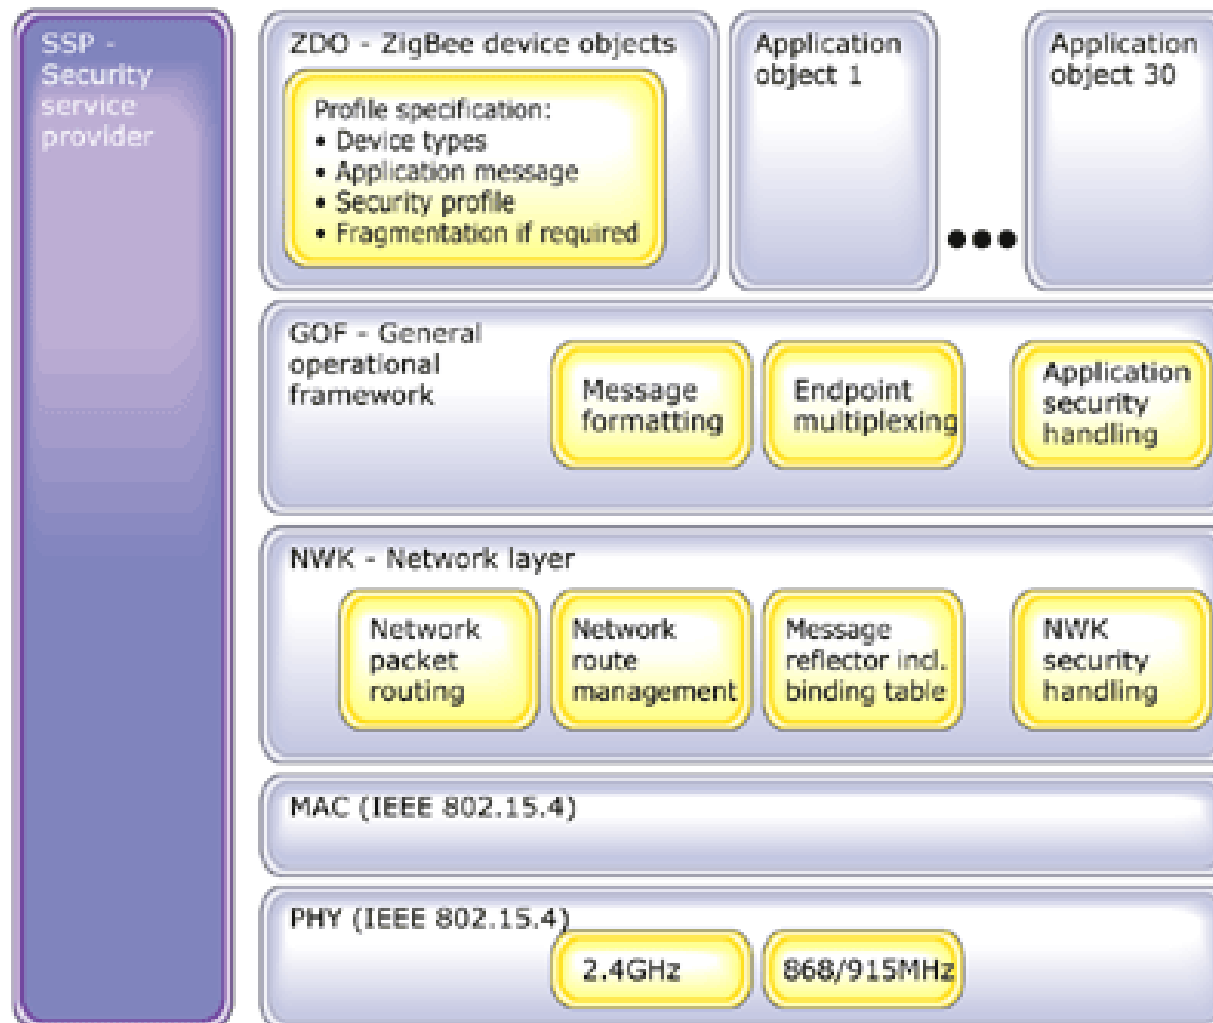 SSP -
Security
service
provider
ZDO - ZigBee device objects
Profile specification:
• Device types
• Application message
• Security profile
• Fragmentation if required
Application
object 1
•••
Application
object 30
GOF - General
operational
framework
Message
formatting
Endpoint
multiplexing
Application
security
handling
NWK - Network layer
Network
packet
routing
Network
route
management
Message
reflector incl.
binding table
NWK
security
handling
MAC (IEEE 802.15.4)
PHY (IEEE 802.15.4)
2.4GHz
868/915MHz